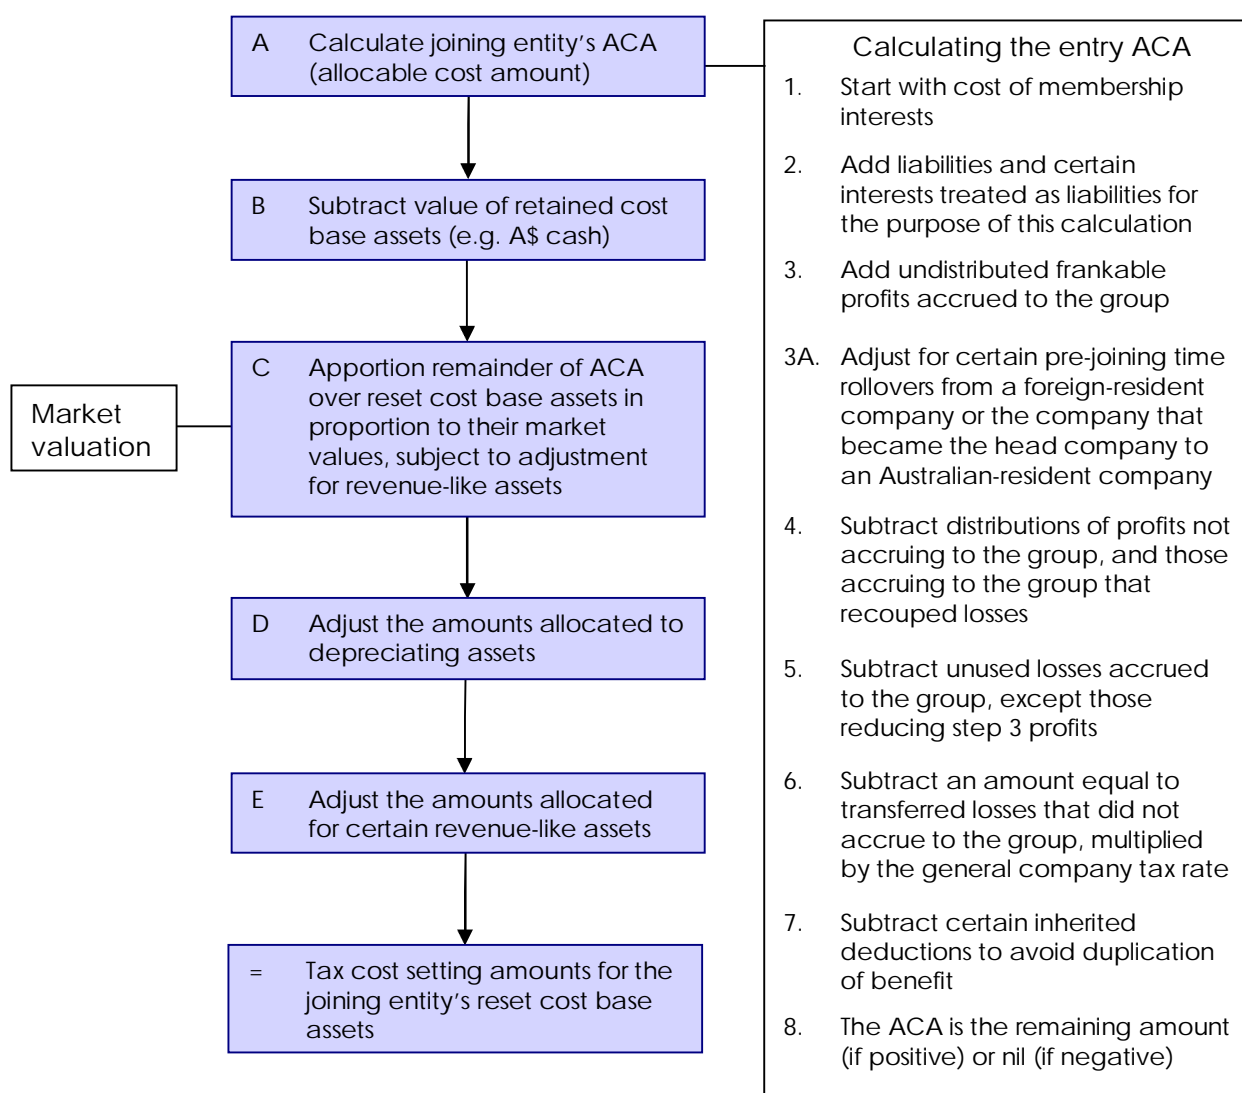 A Calculate joining entity's ACA
(allocable cost amount)
B Subtract value of retained cost
base assets (e.g. A$ cash)
Market
valuation
C Apportion remainder of ACA
over reset cost base assets in
proportion to their market
values, subject to adjustment
for revenue-like assets
D Adjust the amounts allocated to
depreciating assets
E Adjust the amounts allocated
for certain revenue-like assets
= Tax cost setting amounts for the
joining entity's reset cost base
assets
Calculating the entry ACA
1. Start with cost of membership
interests
2. Add liabilities and certain
interests treated as liabilities for
the purpose of this calculation
3. Add undistributed frankable
profits accrued to the group
3A. Adjust for certain pre-joining time
rollovers from a foreign-resident
company or the company that
became the head company to
an Australian-resident company
4. Subtract distributions of profits not
accruing to the group, and those
accruing to the group that
recouped losses
5. Subtract unused losses accrued
to the group, except those
reducing step 3 profits
6. Subtract an amount equal to
transferred losses that did not
accrue to the group, multiplied
by the general company tax rate
7. Subtract certain inherited
deductions to avoid duplication
of benefit
8. The ACA is the remaining amount
(if positive) or nil (if negative)